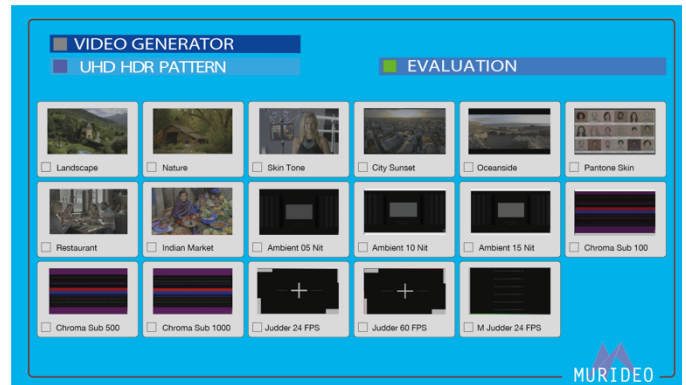 VIDEO GENERATOR
UHD HDR PATTERN
EVALUATION
Landscape
Nature
Skin Tone
City Sunset
Oceanside
Pantone Skin
Restaurant
Indian Market
Ambient 05 Nit
Ambient 10 Nit
Ambient 15 Nit
Chroma Sub 100
Chroma Sub 500
Chroma Sub 1000
Judder 24 FPS
Judder 60 FPS
M Judder 24 FPS
MURIDEO